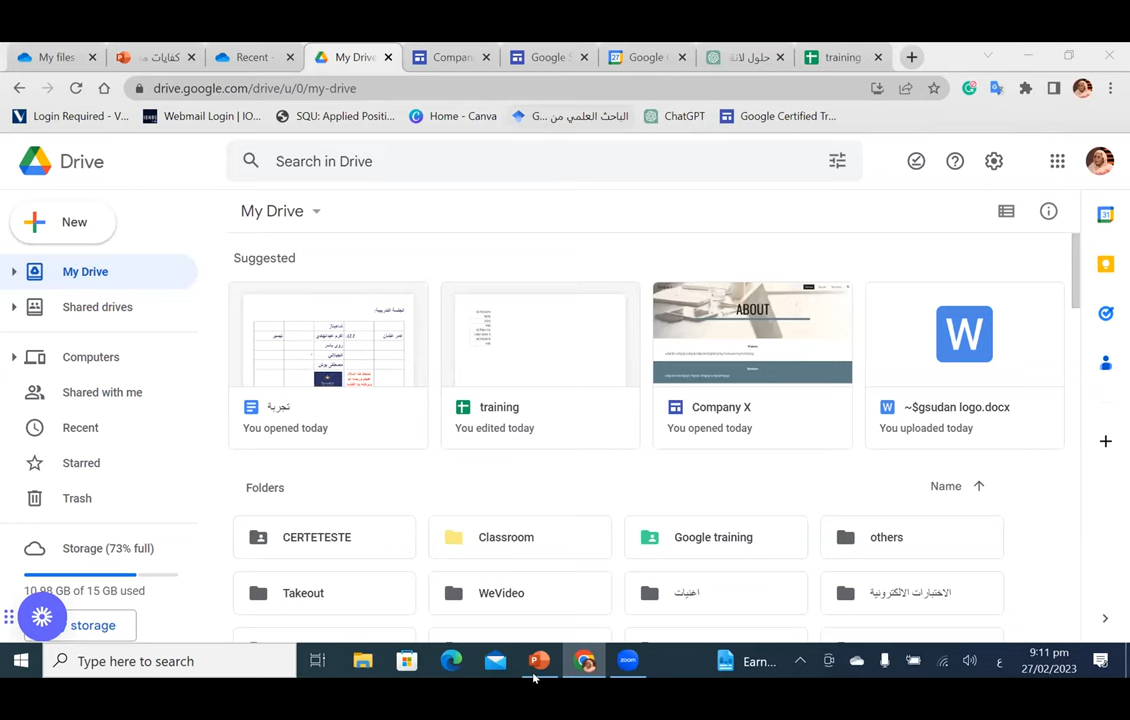 My files
كفايات
Recent -
My Drive
Compan
Google S
Google C
حلول لانة
training
drive.google.com/drive/u/0/my-drive
Login Required - V...
Webmail Login | IO...
SQU: Applied Positi...
Home - Canva
الباحث العلمي من G...
ChatGPT
Google Certified Tr...
Drive
Search in Drive
New
My Drive
My Drive
Shared drives
Computers
Shared with me
Recent
Starred
Trash
Storage (73% full)
10.98 GB of 15 GB used
storage
Suggested
الجلسة التدريبية:
ABOUT
W
تجربة
You opened today
training
You edited today
Company X
You opened today
~$gsudan logo.docx
You uploaded today
Folders
Name
CERTETESTE
Classroom
Google training
others
Takeout
WeVideo
اغنيات
الاختبارات الالكترونية
Type here to search
zoom
Earn...
ع
9:11 pm
27/02/2023